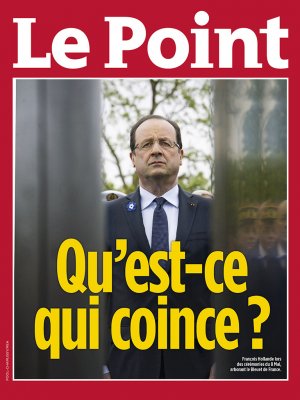 Le Point
Qu'est-ce
qui coince ?
François Hollande lors
des cérémonies du 8 Mai,
arborant le Bleuet de France.